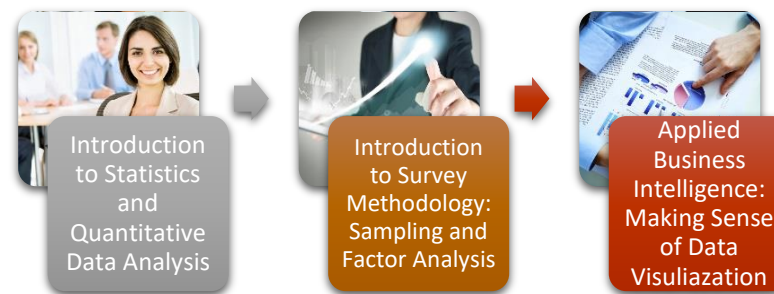 Introduction
to Statistics
and
Quantitative
Data Analysis
Introduction
to Survey
Methodology:
Sampling and
Factor Analysis
Applied
Business
Intelligence:
Making Sense
of Data
Visuliazation